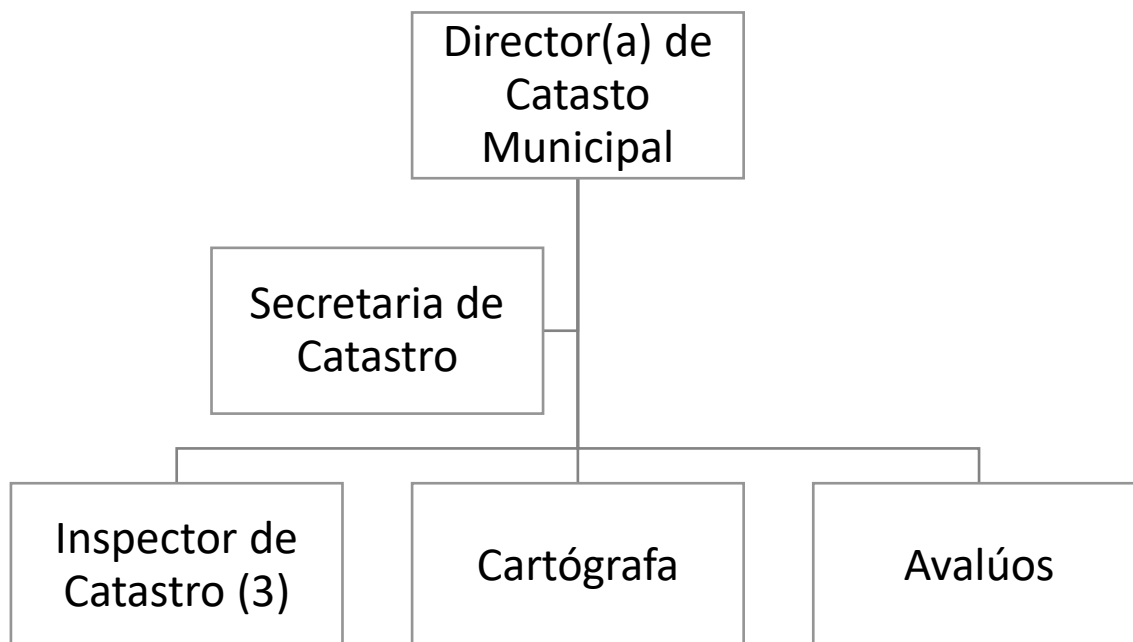 Director(a) de
Catasto
Municipal
Secretaria de
Catastro
Inspector de
Catastro (3)
Cartógrafa
Avalúos